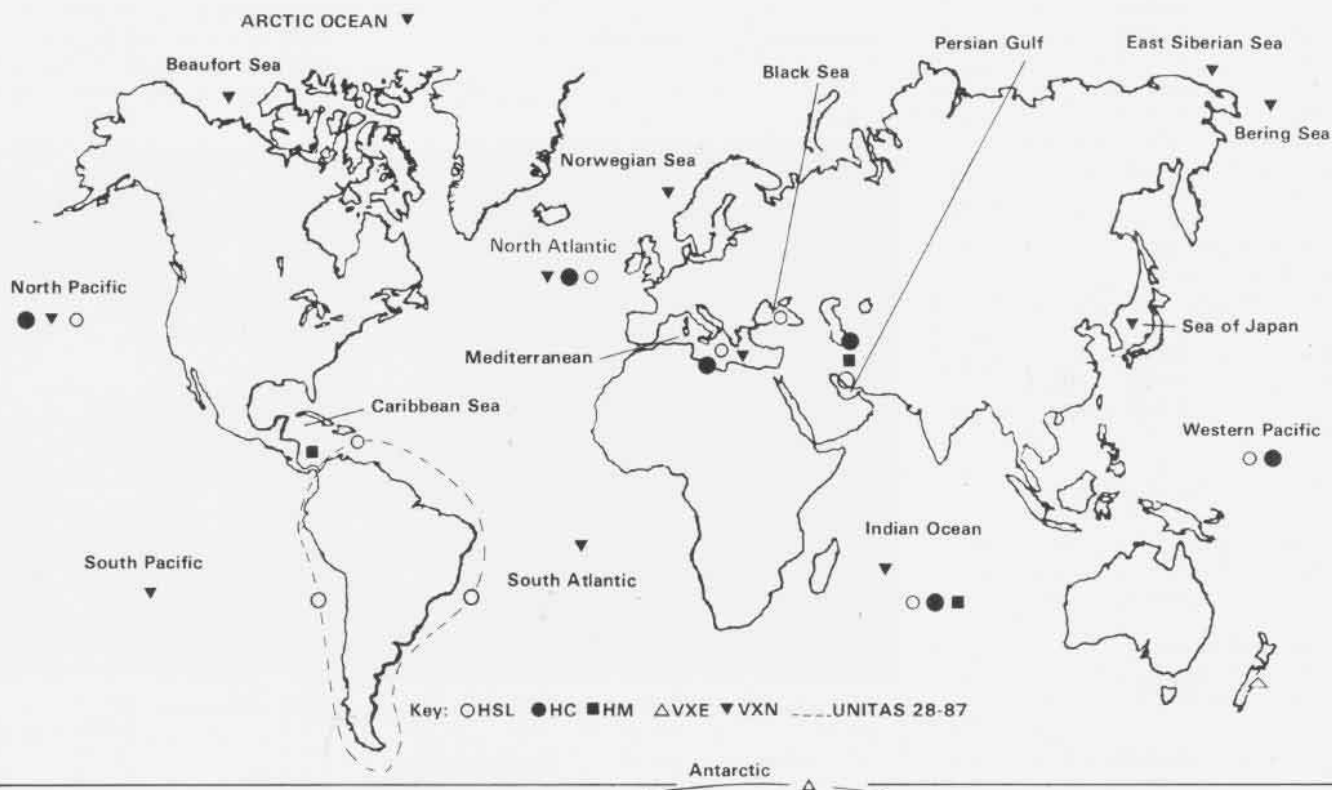 ARCTIC OCEAN
Persian Gulf
East Siberian Sea
Beaufort Sea
Black Sea
Bering Sea
Norwegian Sea
North Atlantic
North Pacific
Sea of Japan
Mediterranean
Caribbean Sea
Western Pacific
Indian Ocean
South Pacific
South Atlantic
Key: ○HSL ●HC ■HM △VXE ▼VXN ----UNITAS 28-87
Antarctic